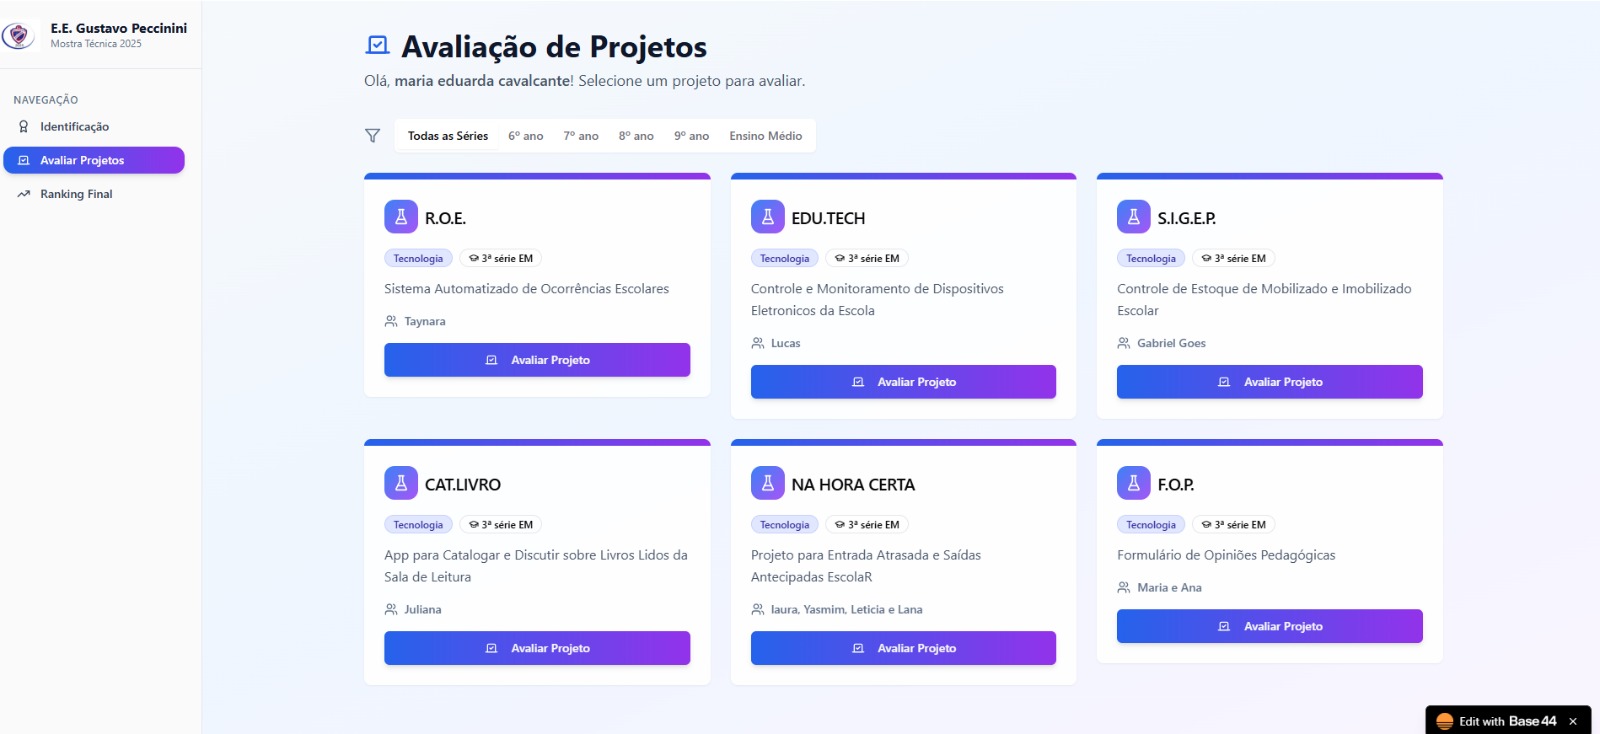 E.E. Gustavo Peccinini
Mostra Técnica 2025
NAVEGAÇÃO
Identificação
Avaliar Projetos
Ranking Final
Avaliação de Projetos
Olá, maria eduarda cavalcante! Selecione um projeto para avaliar.
Todas as Séries 6º ano 7º ano 8º ano 9º ano Ensino Médio
R.O.E.
Tecnologia 3ª série EM
Sistema Automatizado de Ocorrências Escolares
Taynara
Avaliar Projeto
EDU.TECH
Tecnologia 3ª série EM
Controle e Monitoramento de Dispositivos
Eletronicos da Escola
Lucas
Avaliar Projeto
S.I.G.E.P.
Tecnologia 3ª série EM
Controle de Estoque de Mobilizado e Imobilizado
Escolar
Gabriel Goes
Avaliar Projeto
CAT.LIVRO
Tecnologia 3ª série EM
App para Catalogar e Discutir sobre Livros Lidos da
Sala de Leitura
Juliana
Avaliar Projeto
NA HORA CERTA
Tecnologia 3ª série EM
Projeto para Entrada Atrasada e Saídas
Antecipadas EscolaR
laura, Yasmim, Leticia e Lana
Avaliar Projeto
F.O.P.
Tecnologia 3ª série EM
Formulário de Opiniões Pedagógicas
Maria e Ana
Avaliar Projeto
Edit with Base44